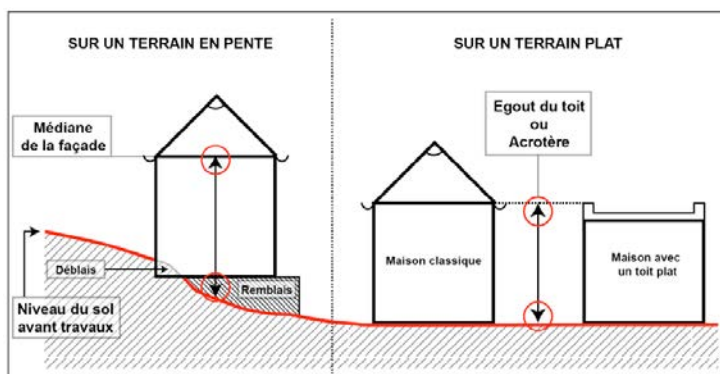 SUR UN TERRAIN EN PENTE
Médiane
de la façade
Déblais
Remblais
Niveau du sol
avant travaux
SUR UN TERRAIN PLAT
Egout du toit
ou
Acrotère
Maison classique
Maison avec
un toit plat